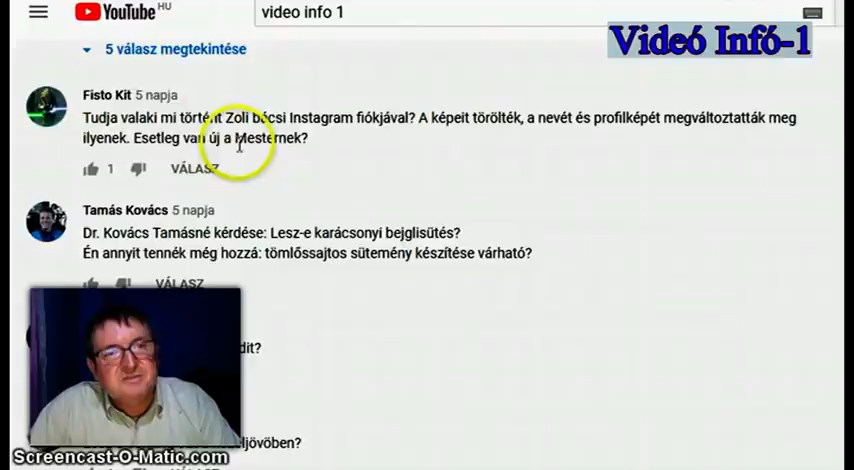 YouTube HU
video info 1
Videó Infó-1
5 válasz megtekintése
Fisto Kit 5 napja
Tudja valaki mi történt Zoli bácsi Instagram fiókjával? A képeit törölték, a nevét és profilképét megváltoztatták meg
ilyenek. Esetleg van új a Mesternek?
1 VÁLASZ
Tamás Kovács 5 napja
Dr. Kovács Tamásné kérdése: Lesz-e karácsonyi bejglisütés?
Én annyit tennék még hozzá: tömlőssajtos sütemény készítése várható?
VÁLASZ
dit?
eljövőben?
Screencast-O-Matic.com